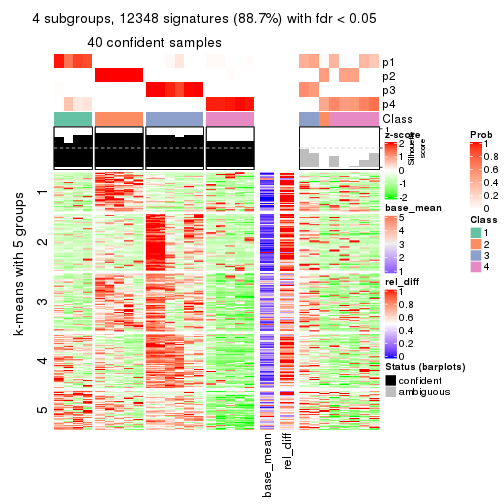 4 subgroups, 12348 signatures (88.7%) with fdr < 0.05
40 confident samples
p1
p2
p3
p4
Class
1
Silhouette
score
k-means with 5 groups
1
2
3
4
5
base_mean
rel_diff
z-score
2
1
0
-1
-2
base_mean
5
4
3
2
1
rel_diff
1
0.8
0.6
0.4
0.2
0
Status (barplots)
confident
ambiguous
Prob
1
0.8
0.6
0.4
0.2
0
Class
1
2
3
4